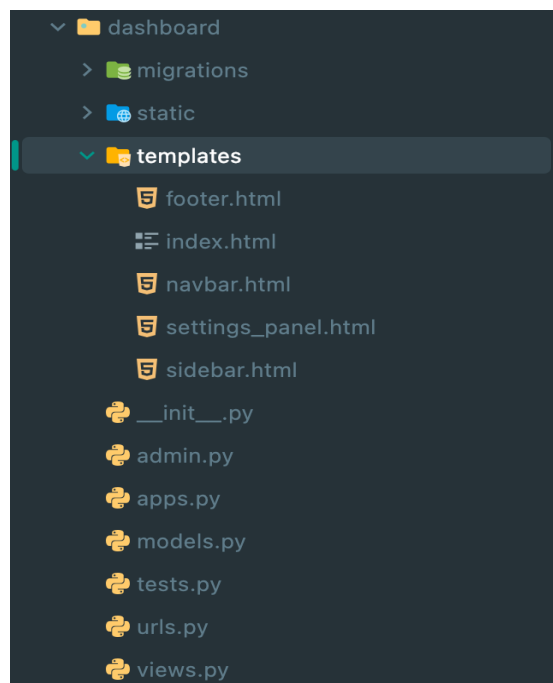 dashboard
migrations
static
templates
footer.html
index.html
navbar.html
settings_panel.html
sidebar.html
__init__.py
admin.py
apps.py
models.py
tests.py
urls.py
views.py